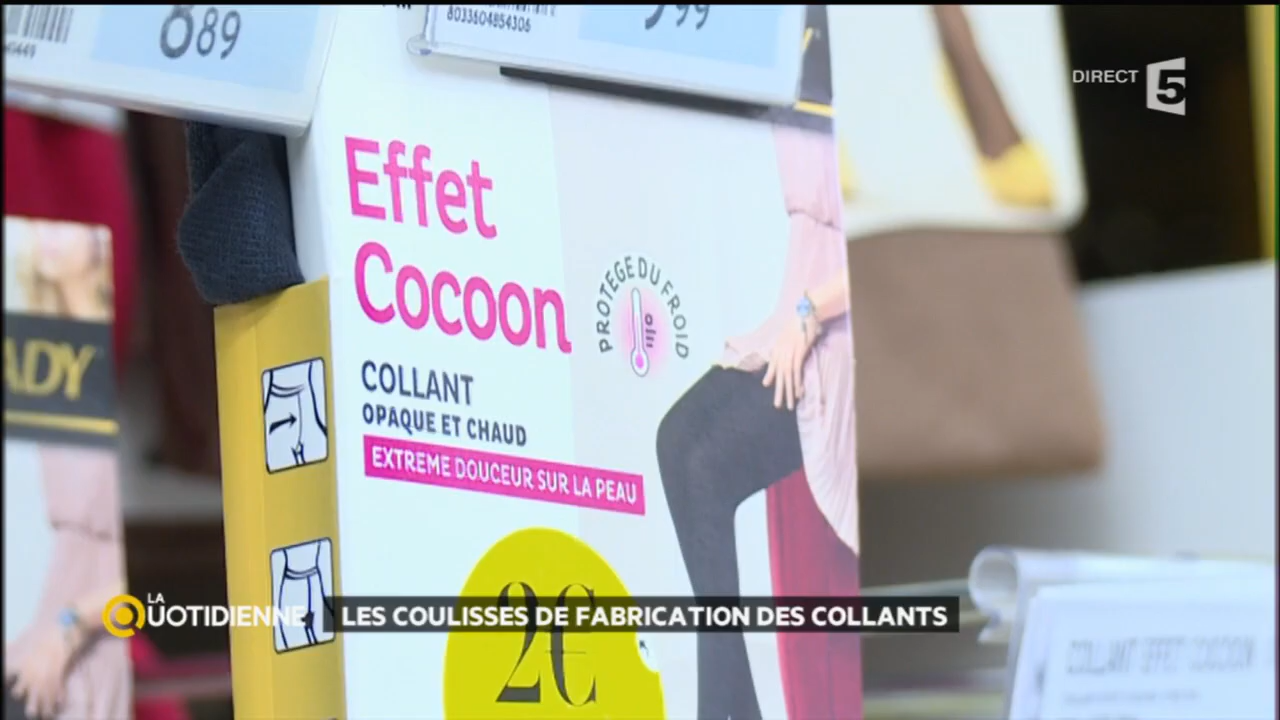 889
8033604854306
DIRECT 5
Effet
Cocoon
PROTEGE DU FROID
COLLANT
OPAQUE ET CHAUD
EXTREME DOUCEUR SUR LA PEAU
ADY
2€
LA
QUOTIDIENNE
LES COULISSES DE FABRICATION DES COLLANTS
COLLANT EFFET COCOON